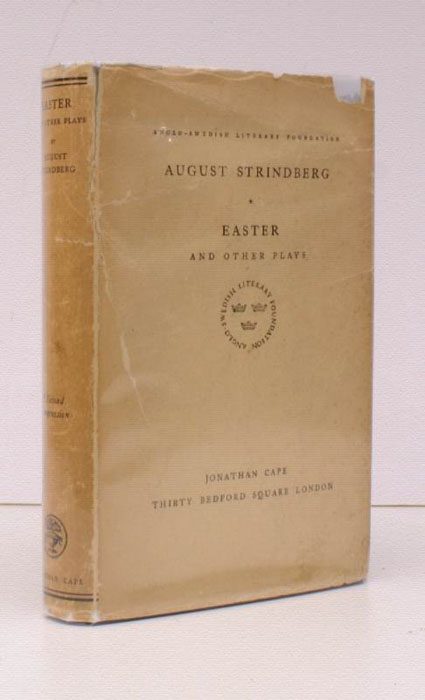 ANGLO-SWEDISH LITERARY FOUNDATION
AUGUST STRINDBERG
EASTER
AND OTHER PLAYS
ANGLO-SWEDISH LITERARY FOUNDATION
JONATHAN CAPE
THIRTY BEDFORD SQUARE LONDON
EASTER
OTHER PLAYS
AUGUST
STRINDBERG
CAPE